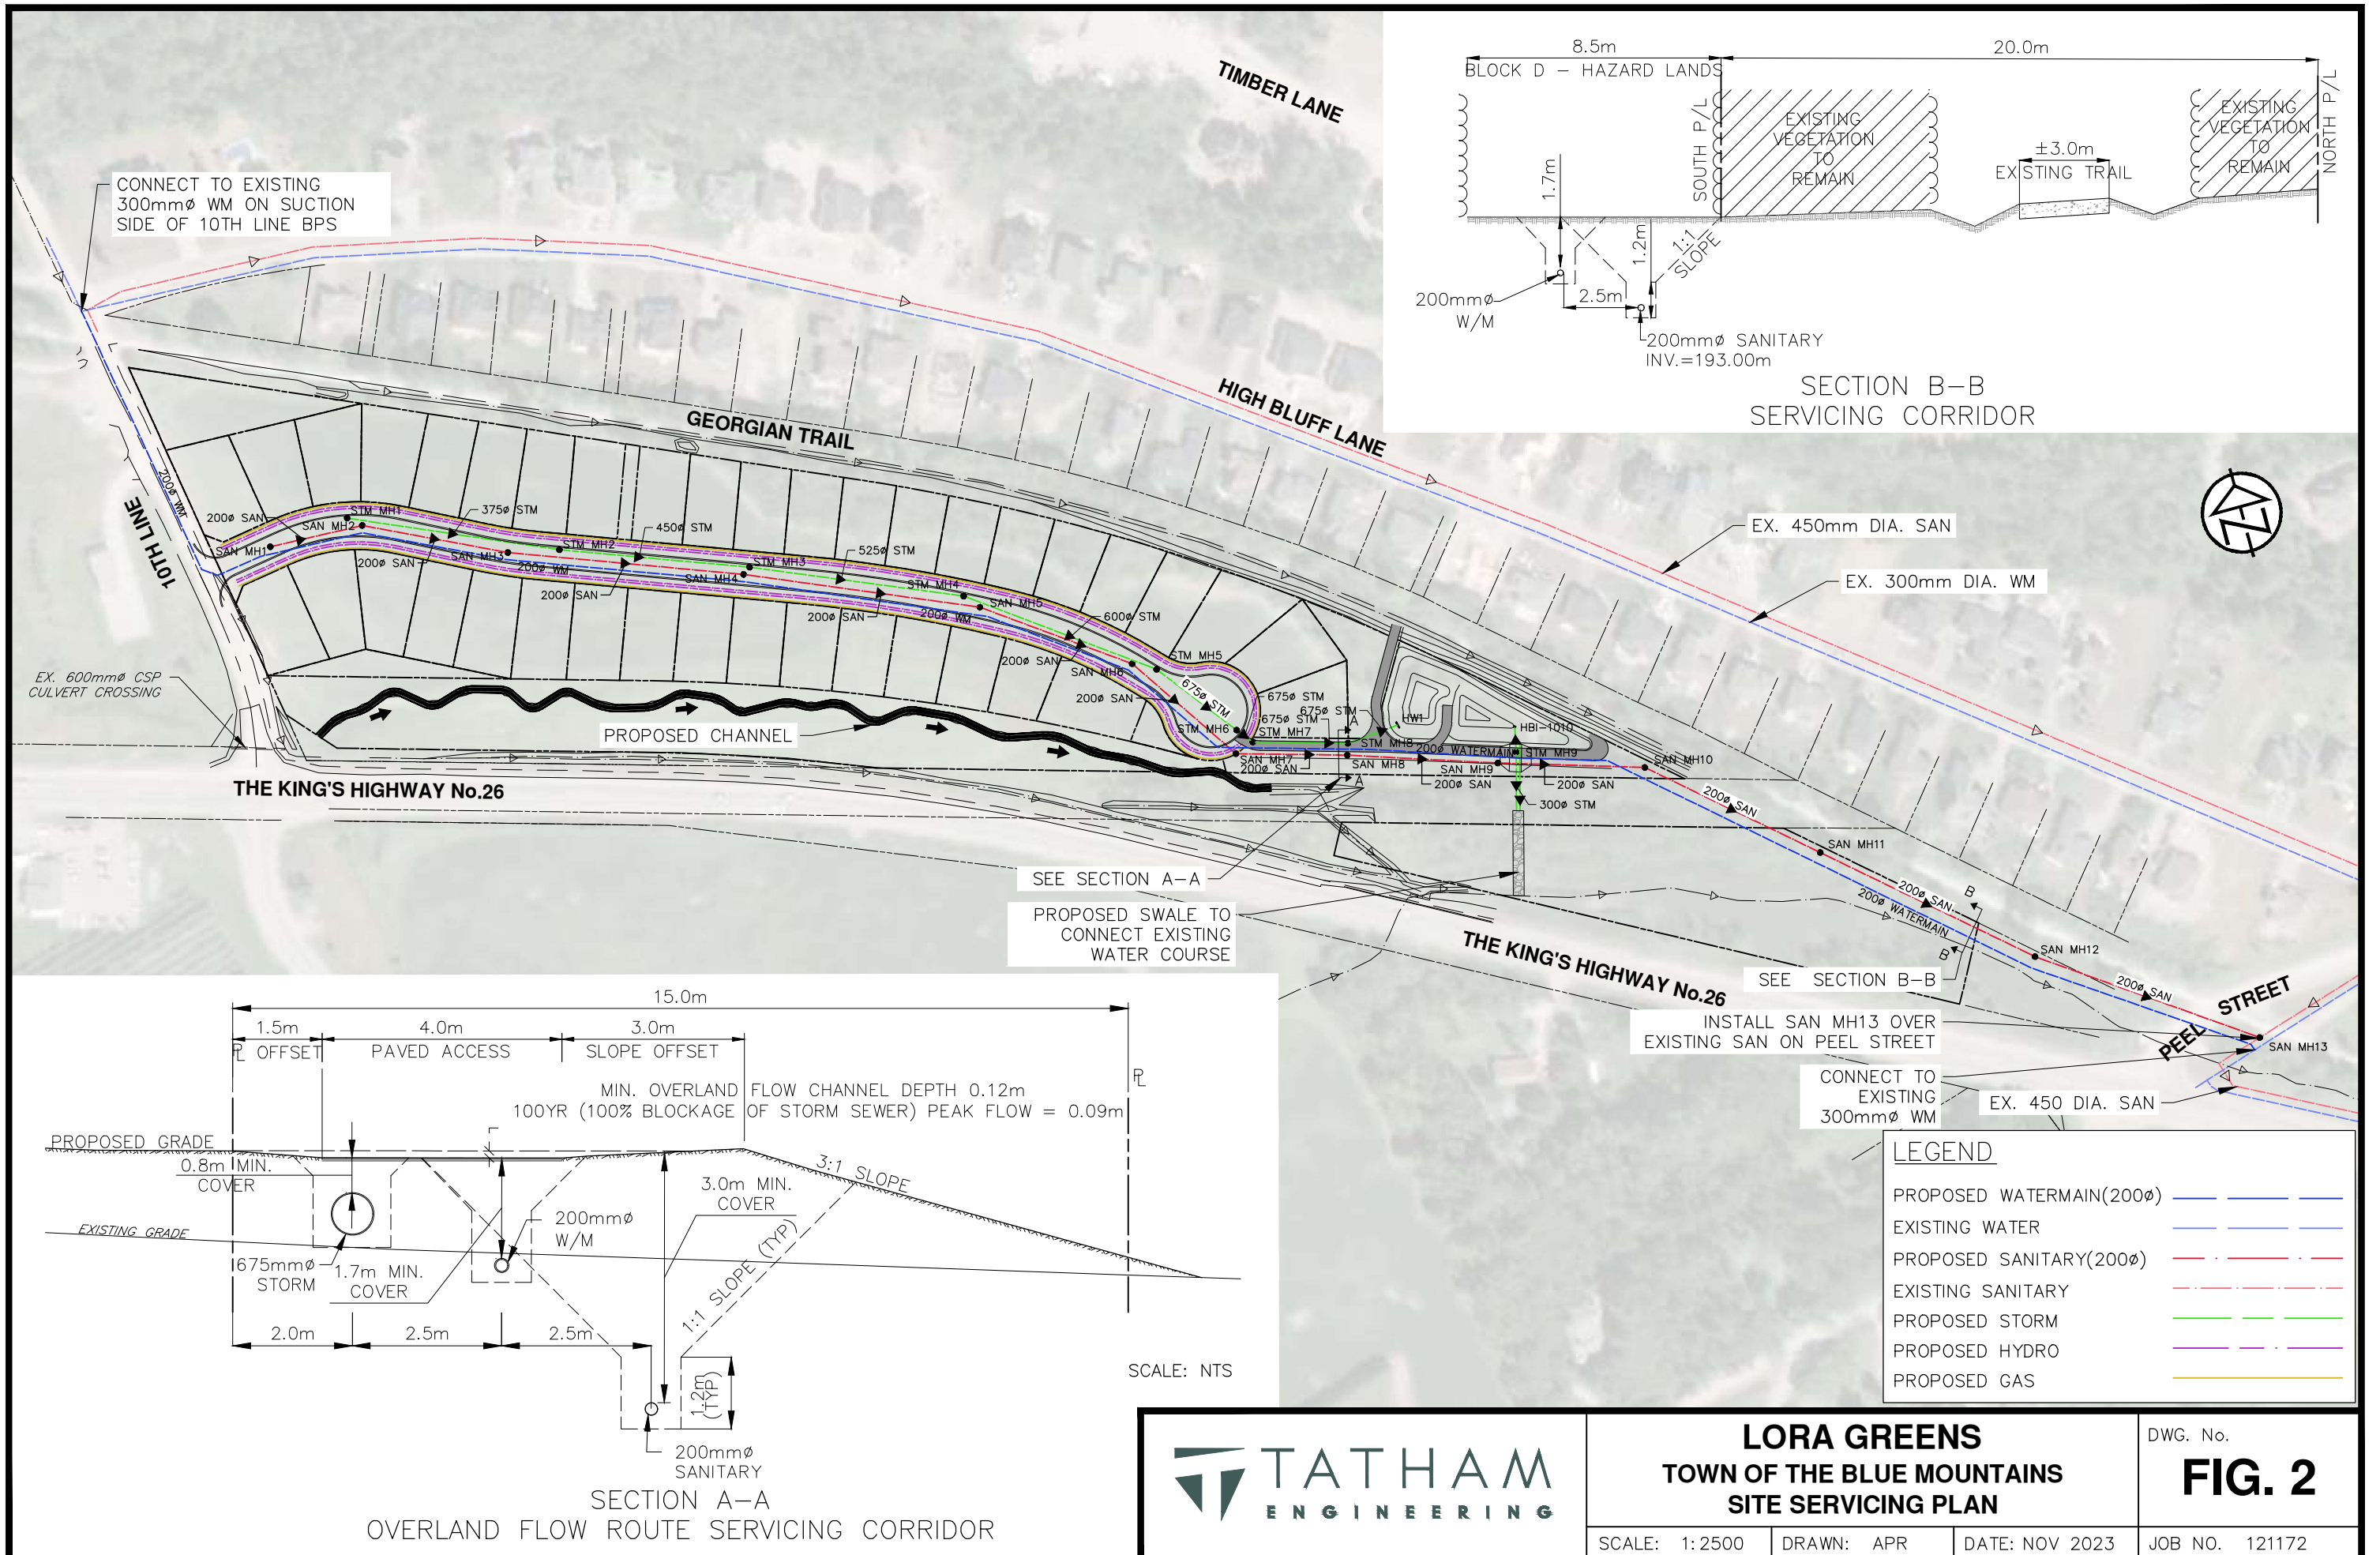 TIMBER LANE
CONNECT TO EXISTING
300mmø WM ON SUCTION
SIDE OF 10TH LINE BPS
8.5m
20.0m
BLOCK D - HAZARD LANDS
SOUTH P/L
NORTH P/L
EXISTING
VEGETATION
TO
REMAIN
±3.0m
EXISTING TRAIL
EXISTING
VEGETATION
TO
REMAIN
1.7m
1.2m
1:1
SLOPE
2.5m
200mmø
W/M
200mmø SANITARY
INV.=193.00m
SECTION B-B
SERVICING CORRIDOR
HIGH BLUFF LANE
GEORGIAN TRAIL
10TH LINE
EX. 450mm DIA. SAN
EX. 300mm DIA. WM
200ø WM
200ø SAN
SAN MH1
SAN MH2
STM MH1
375ø STM
200ø SAN
SAN MH3
STM MH2
450ø STM
200ø WM
200ø SAN
SAN MH4
STM MH3
525ø STM
200ø SAN
STM MH4
SAN MH5
200ø WM
600ø STM
200ø SAN
SAN MH6
STM MH5
200ø SAN
675ø STM
675ø STM
675ø STM
675ø STM
STM MH6
STM MH7
SAN MH7
200ø SAN
A
A
HW1
STM MH8
SAN MH8
200ø WATERMAIN
200ø SAN
HBI-1010
STM MH9
SAN MH9
200ø SAN
300ø STM
SAN MH10
200ø SAN
SAN MH11
200ø SAN
200ø WATERMAIN
B
B
SAN MH12
200ø SAN
SAN MH13
EX. 600mmø CSP
CULVERT CROSSING
PROPOSED CHANNEL
THE KING'S HIGHWAY No.26
SEE SECTION A-A
PROPOSED SWALE TO
CONNECT EXISTING
WATER COURSE
THE KING'S HIGHWAY No.26
SEE SECTION B-B
INSTALL SAN MH13 OVER
EXISTING SAN ON PEEL STREET
PEEL STREET
CONNECT TO
EXISTING
300mmø WM
EX. 450 DIA. SAN
15.0m
1.5m
4.0m
3.0m
PL OFFSET
PAVED ACCESS
SLOPE OFFSET
PL
MIN. OVERLAND FLOW CHANNEL DEPTH 0.12m
100YR (100% BLOCKAGE OF STORM SEWER) PEAK FLOW = 0.09m
PROPOSED GRADE
0.8m MIN.
COVER
EXISTING GRADE
3:1 SLOPE
3.0m MIN.
COVER
200mmø
W/M
675mmø
STORM
1.7m MIN.
COVER
1:1 SLOPE (TYP)
2.0m
2.5m
2.5m
1.2m
(TYP)
SCALE: NTS
200mmø
SANITARY
SECTION A-A
OVERLAND FLOW ROUTE SERVICING CORRIDOR
LEGEND
PROPOSED WATERMAIN(200ø)
EXISTING WATER
PROPOSED SANITARY(200ø)
EXISTING SANITARY
PROPOSED STORM
PROPOSED HYDRO
PROPOSED GAS
TATHAM
ENGINEERING
LORA GREENS
TOWN OF THE BLUE MOUNTAINS
SITE SERVICING PLAN
DWG. No.
FIG. 2
SCALE: 1:2500
DRAWN: APR
DATE: NOV 2023
JOB NO. 121172